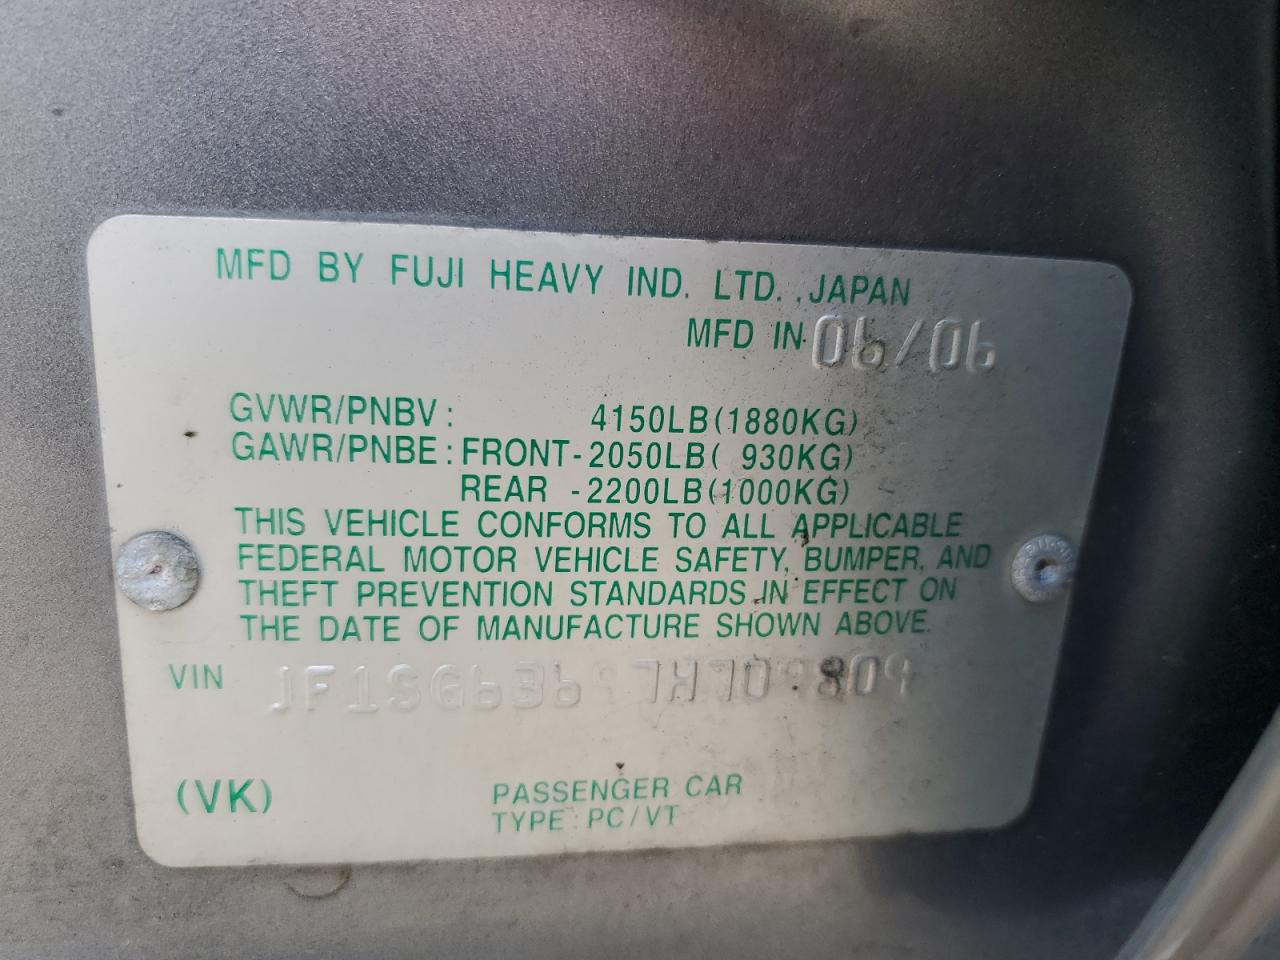 MFD BY FUJI HEAVY IND. LTD. ,JAPAN
MFD IN 06/06
GVWR/PNBV: 4150LB(1880KG)
GAWR/PNBE:FRONT-2050LB( 930KG)
REAR -2200LB(1000KG)
THIS VEHICLE CONFORMS TO ALL APPLICABLE
FEDERAL MOTOR VEHICLE SAFETY, BUMPER, AND
THEFT PREVENTION STANDARDS IN EFFECT ON
THE DATE OF MANUFACTURE SHOWN ABOVE.
VIN JF1SG63697H709809
(VK) PASSENGER CAR
TYPE: PC/VT